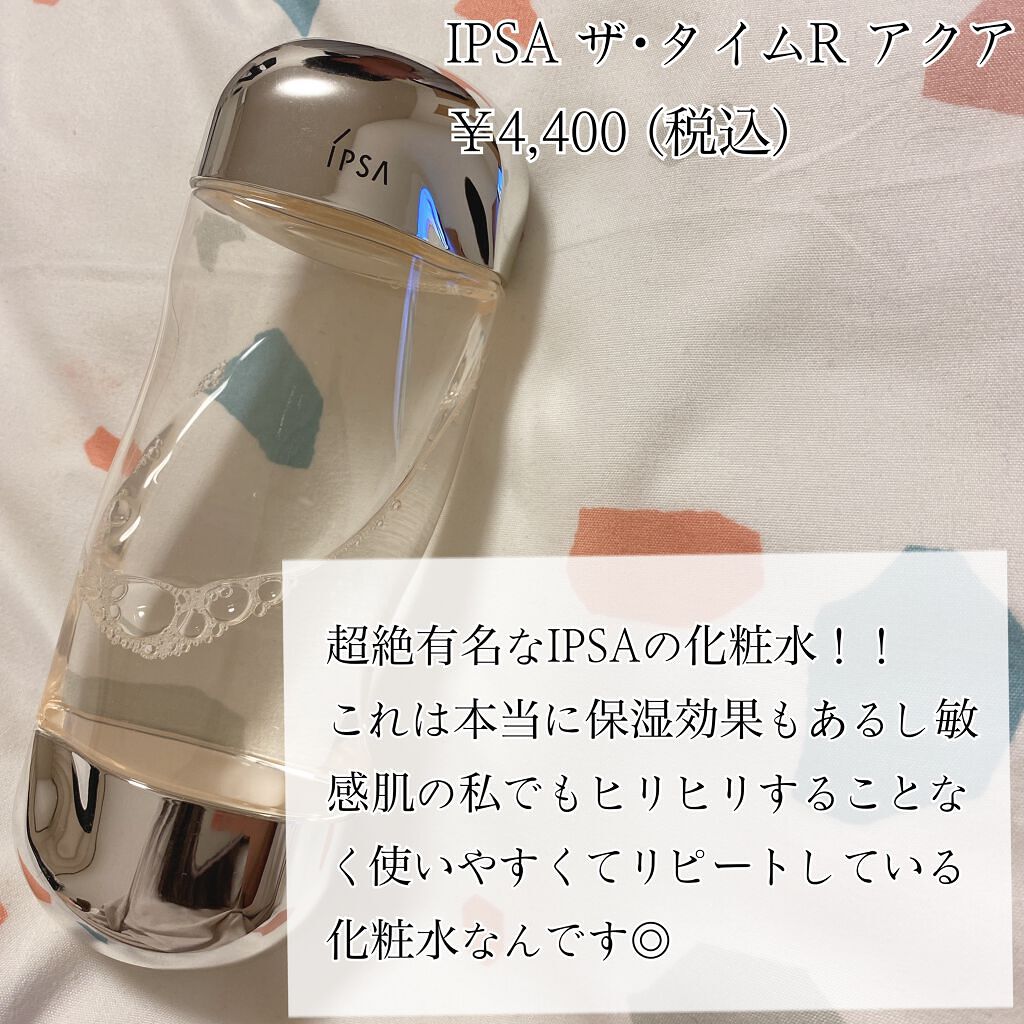 IPSA ザ・タイムR アクア
￥4,400 (税込)
IPSA
超絶有名なIPSAの化粧水！！
これは本当に保湿効果もあるし敏
感肌の私でもヒリヒリすることな
く使いやすくてリピートしている
化粧水なんです◎